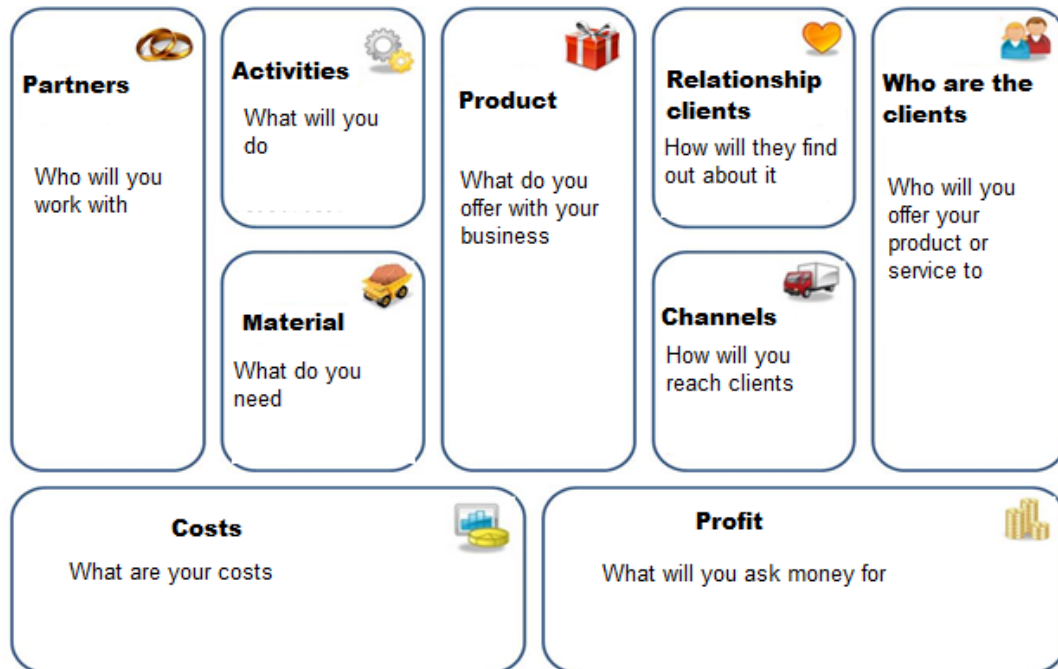 Partners
Who will you
work with
Activities
What will you
do
Material
What do you
need
Product
What do you
offer with your
business
Relationship
clients
How will they find
out about it
Channels
How will you
reach clients
Who are the
clients
Who will you
offer your
product or
service to
Costs
What are your costs
Profit
What will you ask money for